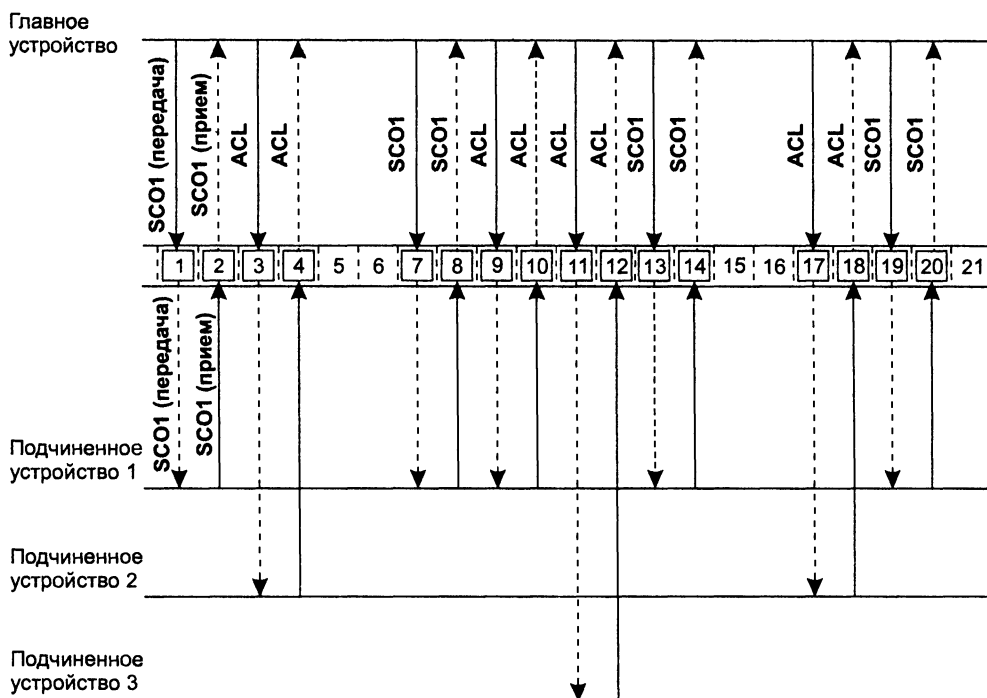 Главное
устройство
SCO1 (передача)
SCO1 (прием)
ACL
ACL
SCO1
SCO1
ACL
ACL
ACL
ACL
SCO1
SCO1
ACL
ACL
SCO1
SCO1
1 2 3 4 5 6 7 8 9 10 11 12 13 14 15 16 17 18 19 20 21
SCO1 (передача)
SCO1 (прием)
Подчиненное
устройство 1
Подчиненное
устройство 2
Подчиненное
устройство 3